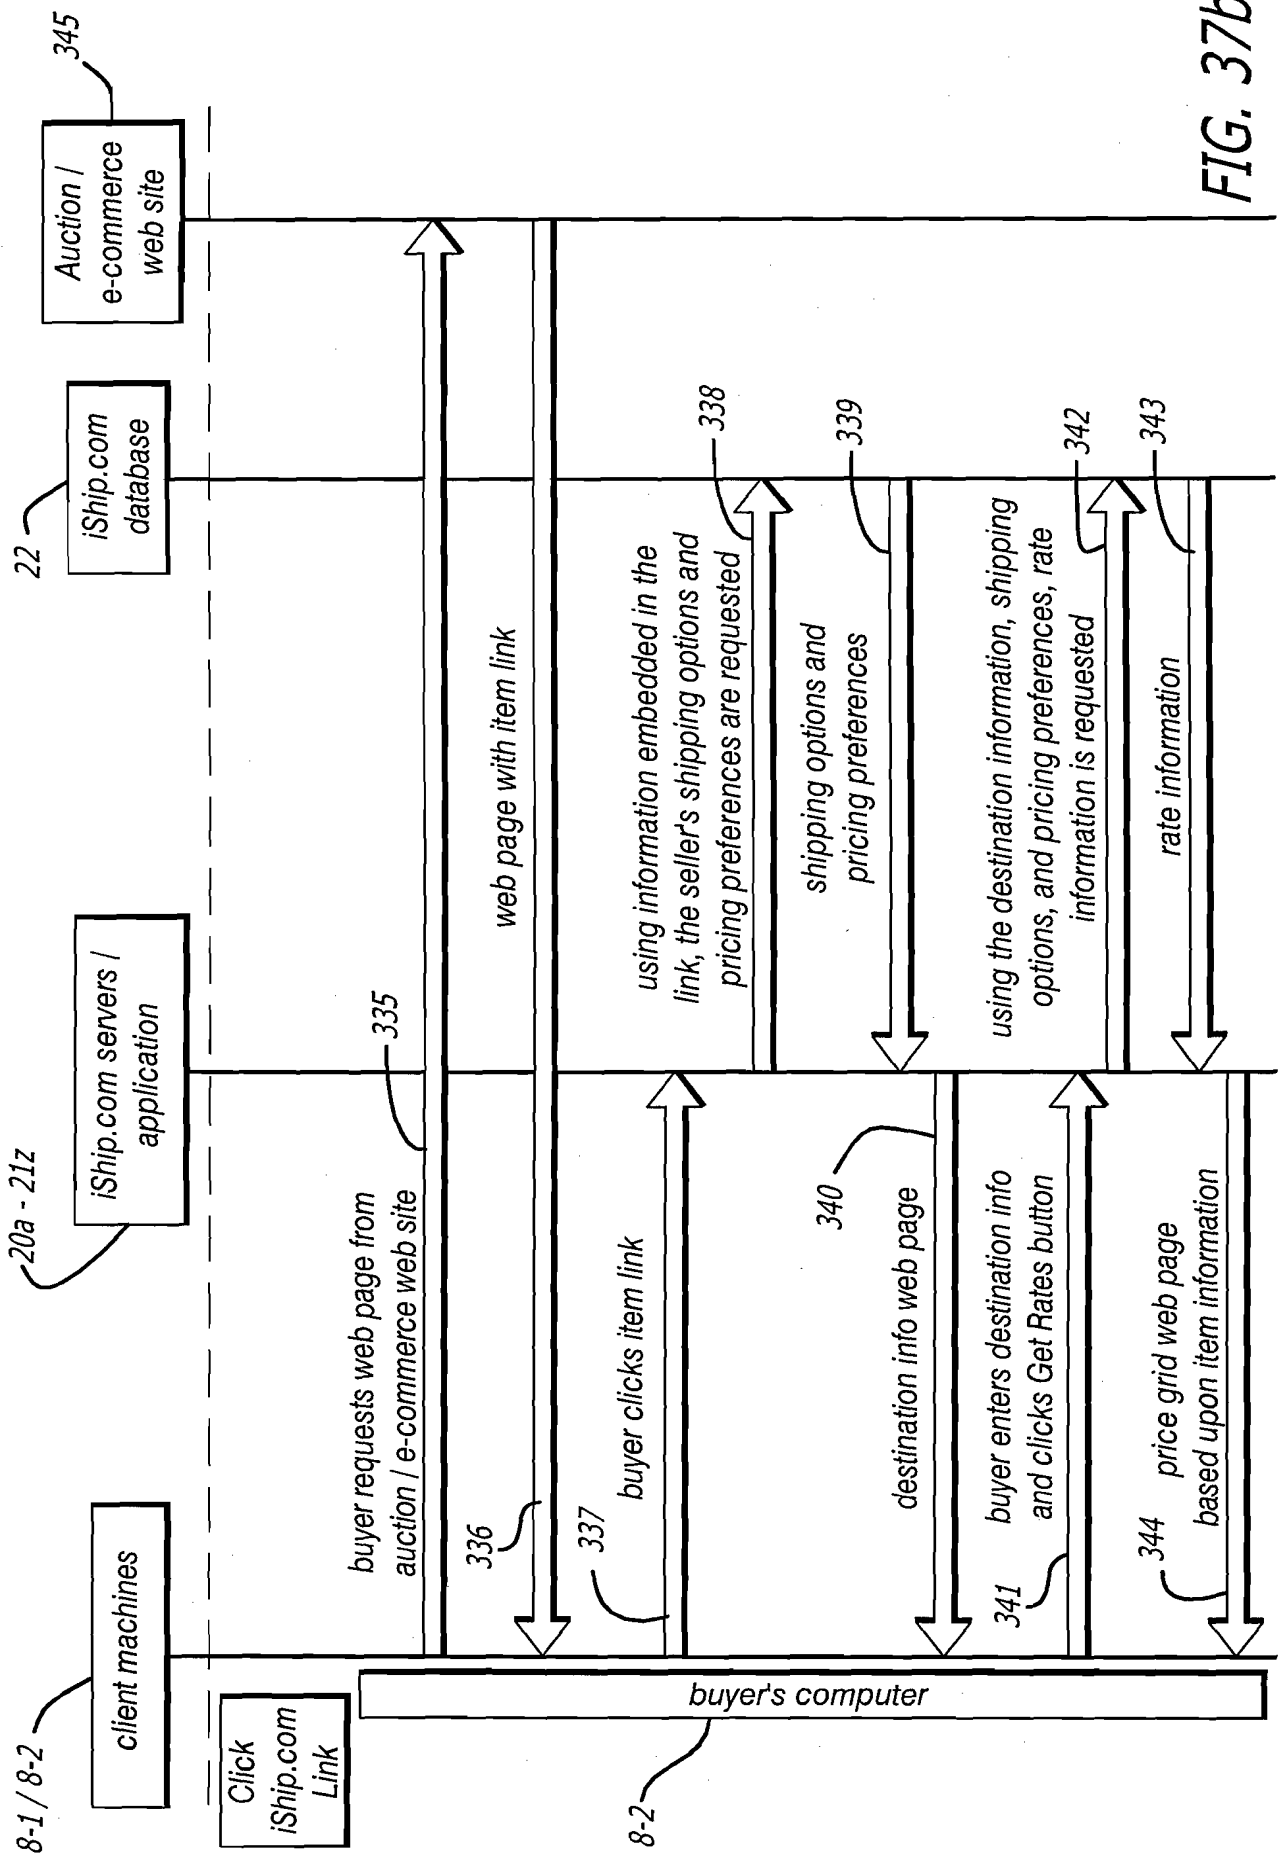 8-1 / 8-2
client machines
20a - 21z
iShip.com servers /
application
22
iShip.com
database
Auction /
e-commerce
web site
345
Click
iShip.com
Link
buyer's computer
8-2
buyer requests web page from
auction / e-commerce web site
335
336
web page with item link
337
buyer clicks item link
using information embedded in the
link, the seller's shipping options and
pricing preferences are requested
338
shipping options and
pricing preferences
339
destination info web page
340
341
buyer enters destination info
and clicks Get Rates button
using the destination information, shipping
options, and pricing preferences, rate
information is requested
342
rate information
343
344
price grid web page
based upon item information
FIG. 37b